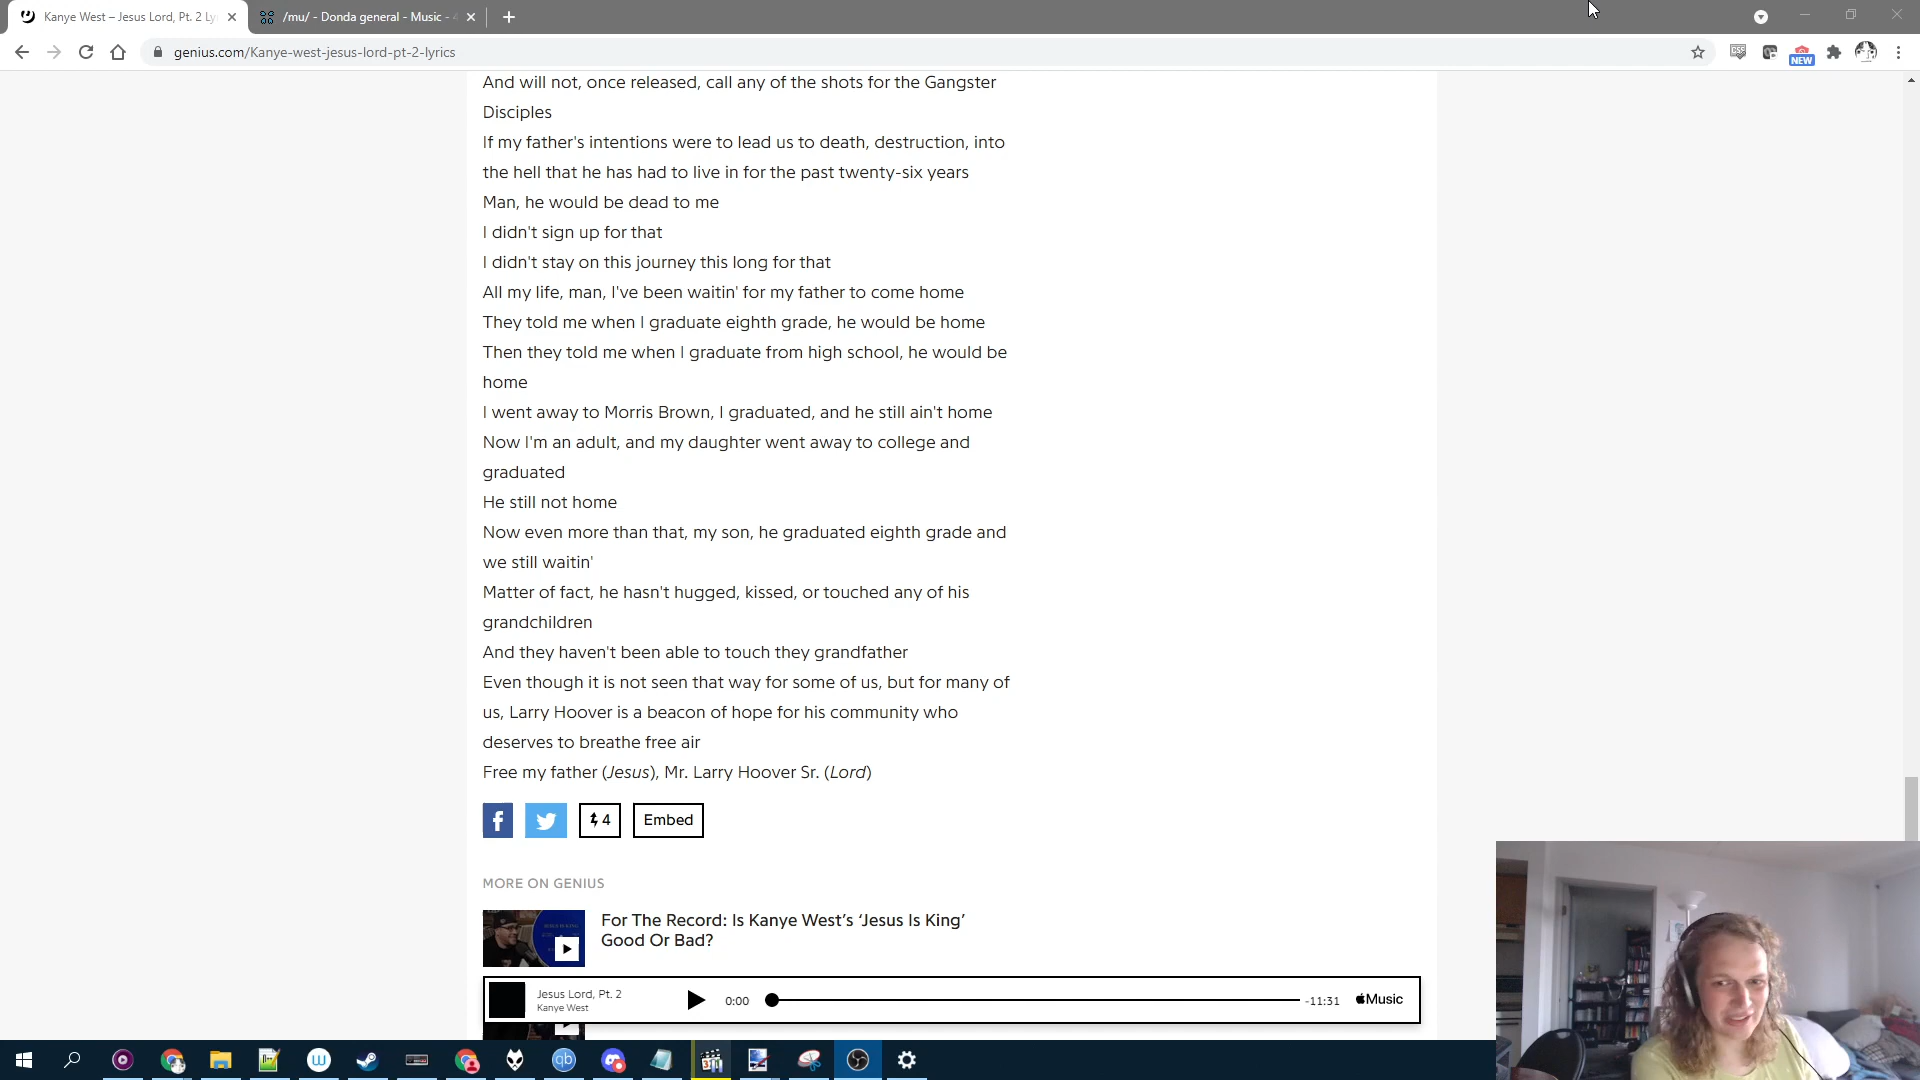 Kanye West – Jesus Lord, Pt. 2 Ly
/mu/ - Donda general - Music - 4
genius.com/Kanye-west-jesus-lord-pt-2-lyrics
CSS
NEW
And will not, once released, call any of the shots for the Gangster
Disciples
If my father's intentions were to lead us to death, destruction, into
the hell that he has had to live in for the past twenty-six years
Man, he would be dead to me
I didn't sign up for that
I didn't stay on this journey this long for that
All my life, man, I've been waitin' for my father to come home
They told me when I graduate eighth grade, he would be home
Then they told me when I graduate from high school, he would be
home
I went away to Morris Brown, I graduated, and he still ain't home
Now I'm an adult, and my daughter went away to college and
graduated
He still not home
Now even more than that, my son, he graduated eighth grade and
we still waitin'
Matter of fact, he hasn't hugged, kissed, or touched any of his
grandchildren
And they haven't been able to touch they grandfather
Even though it is not seen that way for some of us, but for many of
us, Larry Hoover is a beacon of hope for his community who
deserves to breathe free air
Free my father (Jesus), Mr. Larry Hoover Sr. (Lord)
f 4 Embed
MORE ON GENIUS
For The Record: Is Kanye West's ‘Jesus Is King’
Good Or Bad?
Jesus Lord, Pt. 2
Kanye West
0:00 -11:31 Music
w
qb